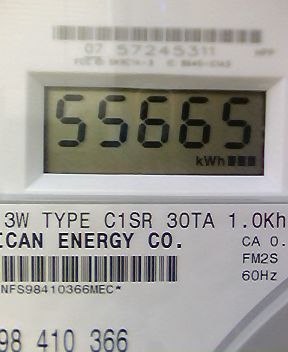 07 57245311
55665
kWh
3W TYPE C1SR 30TA 1.0Kh
ICAN ENERGY CO.
CA 0.
FM2S
60Hz
NFS98410366MEC*
98 410 366